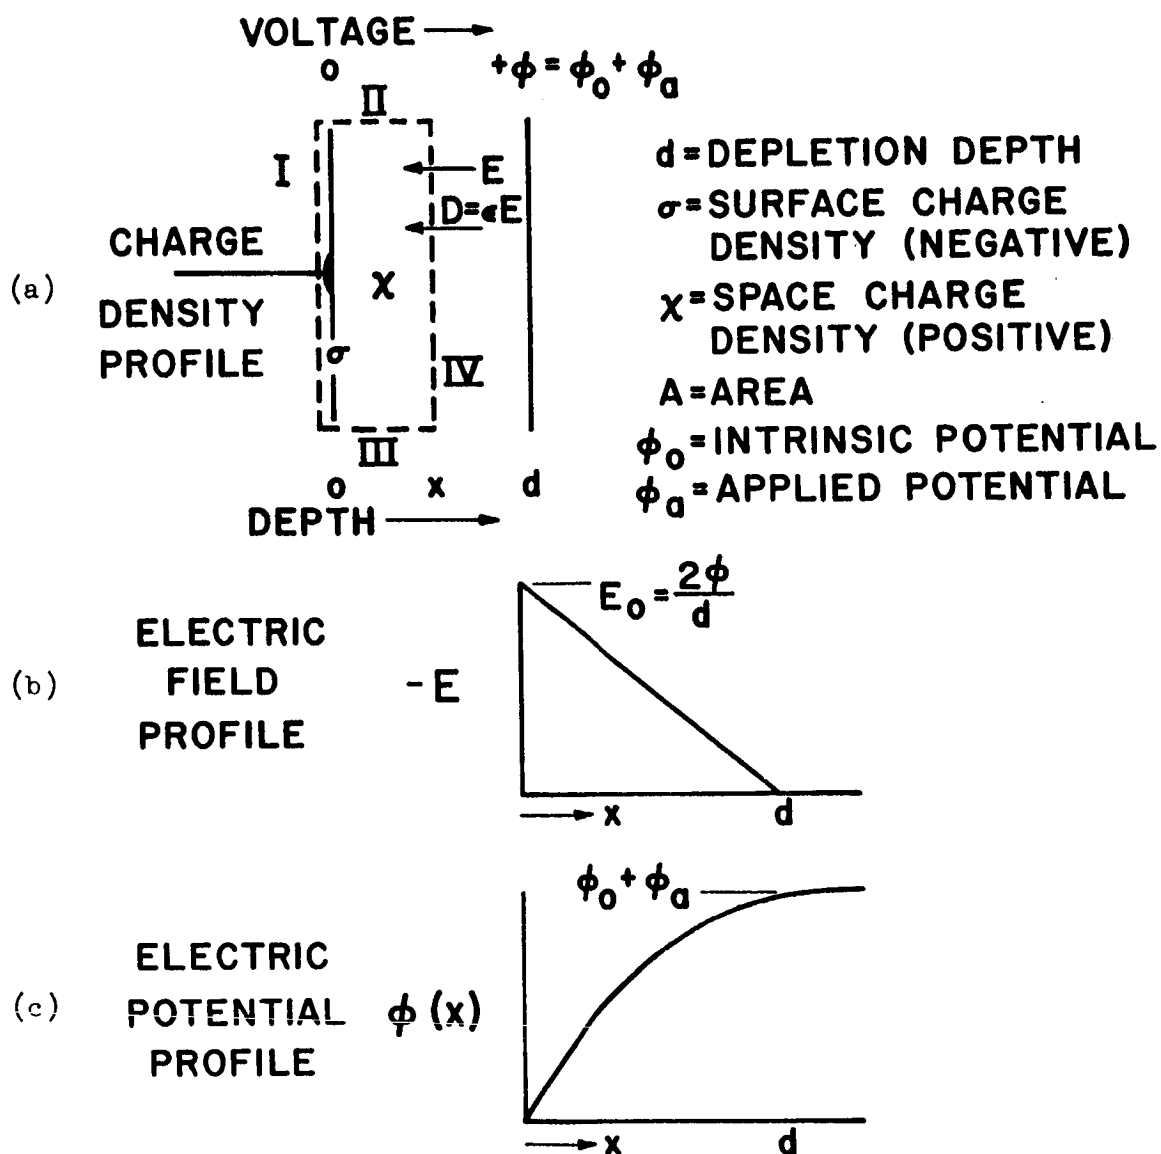 VOLTAGE
0
+ϕ = ϕ₀ + ϕₐ
II
I
E
D=ϵE
CHARGE
DENSITY
PROFILE
(a)
χ
σ
IV
III
0 x d
DEPTH
d = DEPLETION DEPTH
σ = SURFACE CHARGE
DENSITY (NEGATIVE)
χ = SPACE CHARGE
DENSITY (POSITIVE)
A = AREA
ϕ₀ = INTRINSIC POTENTIAL
ϕₐ = APPLIED POTENTIAL
(b)
ELECTRIC
FIELD
PROFILE
-E
E₀ = 2ϕ/d
x d
(c)
ELECTRIC
POTENTIAL
PROFILE
ϕ(x)
ϕ₀ + ϕₐ
x d